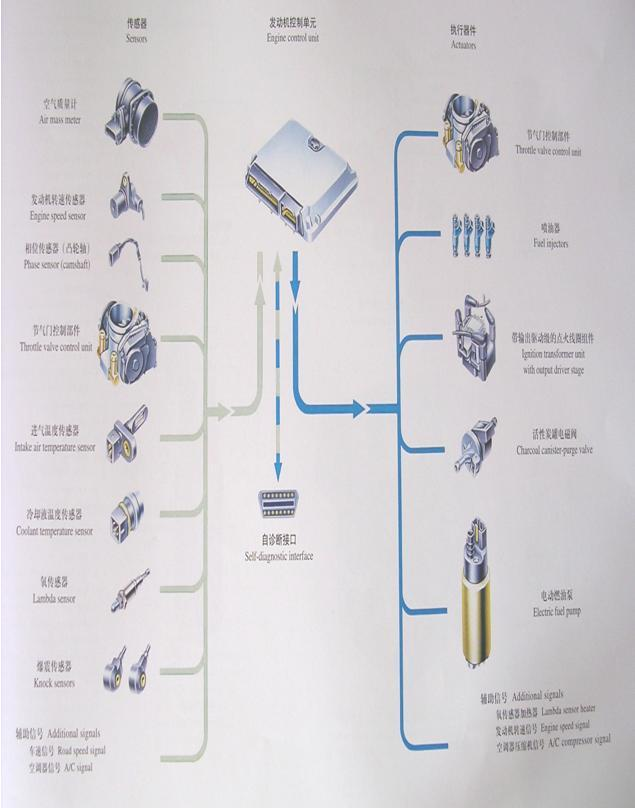 传感器
Sensors
发动机控制单元
Engine control unit
执行器件
Actuators
空气质量计
Air mass meter
发动机转速传感器
Engine speed sensor
相位传感器（凸轮轴）
Phase sensor (camshaft)
节气门控制部件
Throttle valve control unit
进气温度传感器
Intake air temperature sensor
冷却液温度传感器
Coolant temperature sensor
氧传感器
Lambda sensor
爆震传感器
Knock sensors
辅助信号 Additional signals
车速信号 Road speed signal
空调器信号 A/C signal
自诊断接口
Self-diagnostic interface
节气门控制部件
Throttle valve control unit
喷油器
Fuel injectors
带输出驱动级的点火线圈组件
Ignition transformer unit
with output driver stage
活性炭罐电磁阀
Charcoal canister-purge valve
电动燃油泵
Electric fuel pump
辅助信号 Additional signals
氧传感器加热器 Lambda sensor heater
发动机转速信号 Engine speed signal
空调器压缩机信号 A/C compressor signal